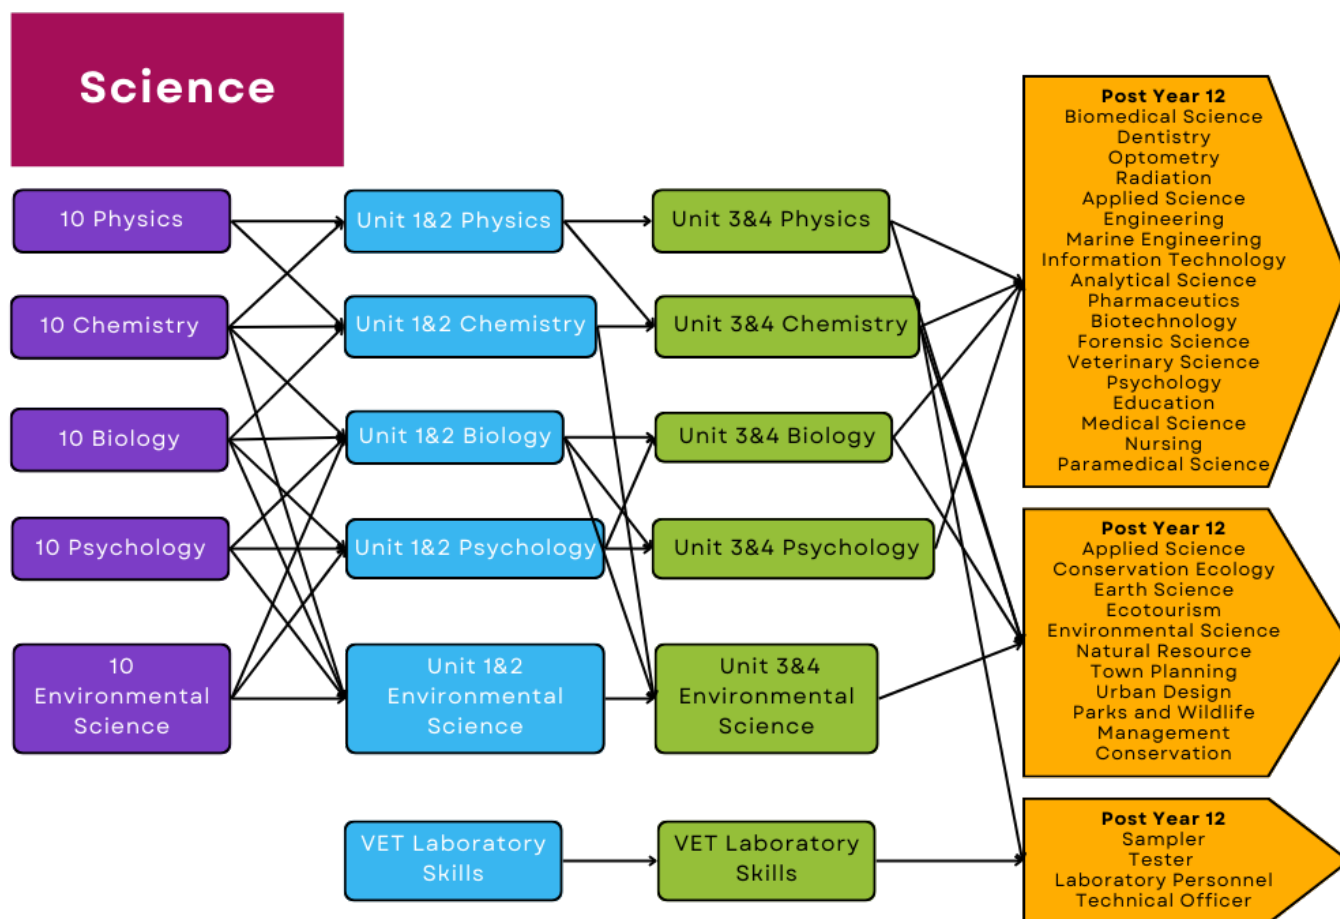 Science
10 Physics
Unit 1&2 Physics
Unit 3&4 Physics
10 Chemistry
Unit 1&2 Chemistry
Unit 3&4 Chemistry
10 Biology
Unit 1&2 Biology
Unit 3&4 Biology
10 Psychology
Unit 1&2 Psychology
Unit 3&4 Psychology
10
Environmental
Science
Unit 1&2
Environmental
Science
Unit 3&4
Environmental
Science
VET Laboratory
Skills
VET Laboratory
Skills
Post Year 12
Biomedical Science
Dentistry
Optometry
Radiation
Applied Science
Engineering
Marine Engineering
Information Technology
Analytical Science
Pharmaceutics
Biotechnology
Forensic Science
Veterinary Science
Psychology
Education
Medical Science
Nursing
Paramedical Science
Post Year 12
Applied Science
Conservation Ecology
Earth Science
Ecotourism
Environmental Science
Natural Resource
Town Planning
Urban Design
Parks and Wildlife
Management
Conservation
Post Year 12
Sampler
Tester
Laboratory Personnel
Technical Officer